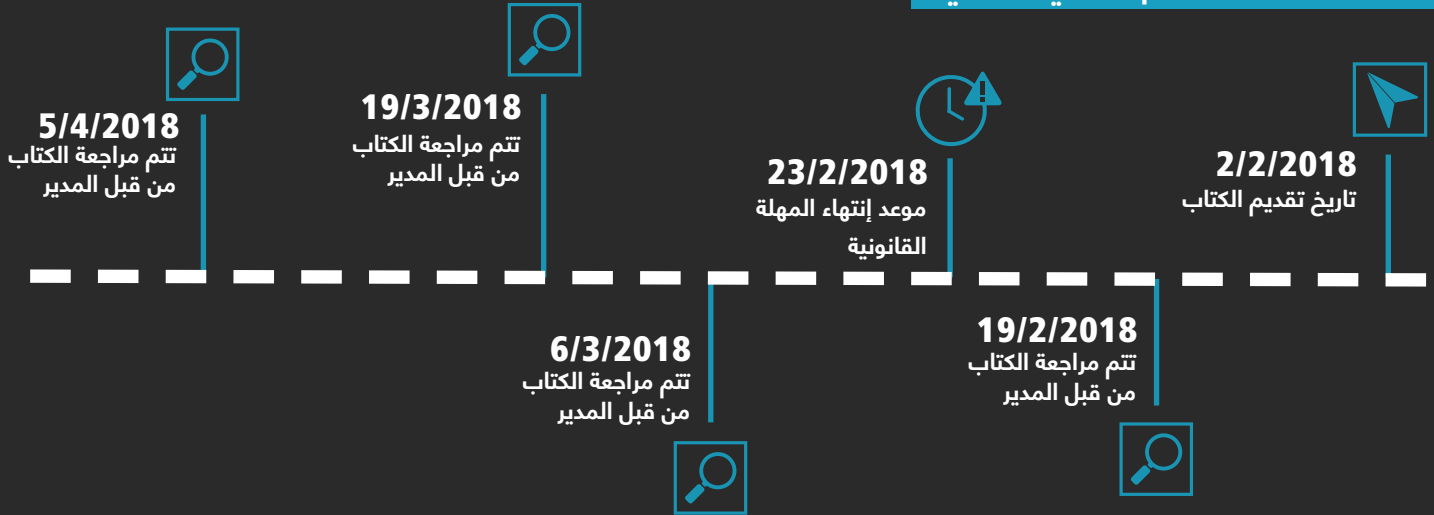 2/2/2018
تاريخ تقديم الكتاب
19/2/2018
تتم مراجعة الكتاب
من قبل المدير
23/2/2018
موعد إنتهاء المهلة
القانونية
6/3/2018
تتم مراجعة الكتاب
من قبل المدير
19/3/2018
تتم مراجعة الكتاب
من قبل المدير
5/4/2018
تتم مراجعة الكتاب
من قبل المدير